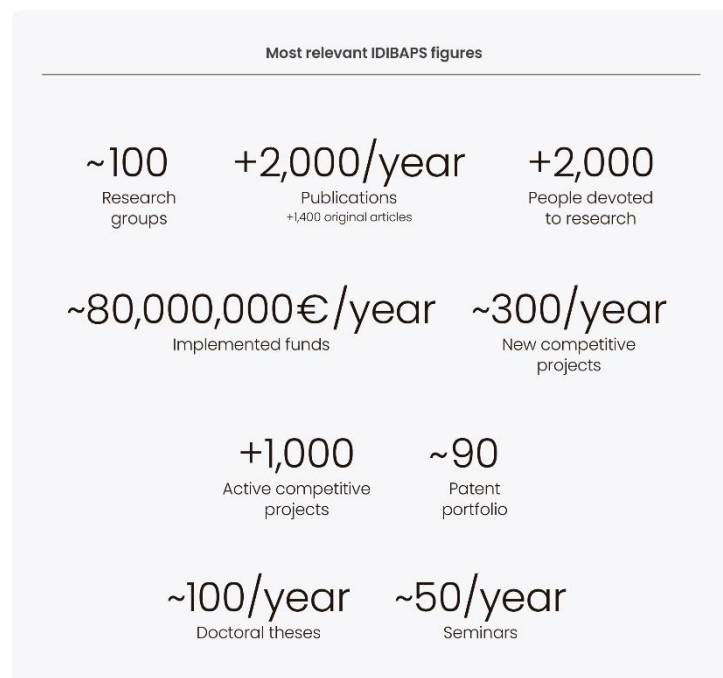 Most relevant IDIBAPS figures
~100
Research
groups
+2,000/year
Publications
+1,400 original articles
+2,000
People devoted
to research
~80,000,000€/year
Implemented funds
~300/year
New competitive
projects
+1,000
Active competitive
projects
~90
Patent
portfolio
~100/year
Doctoral theses
~50/year
Seminars